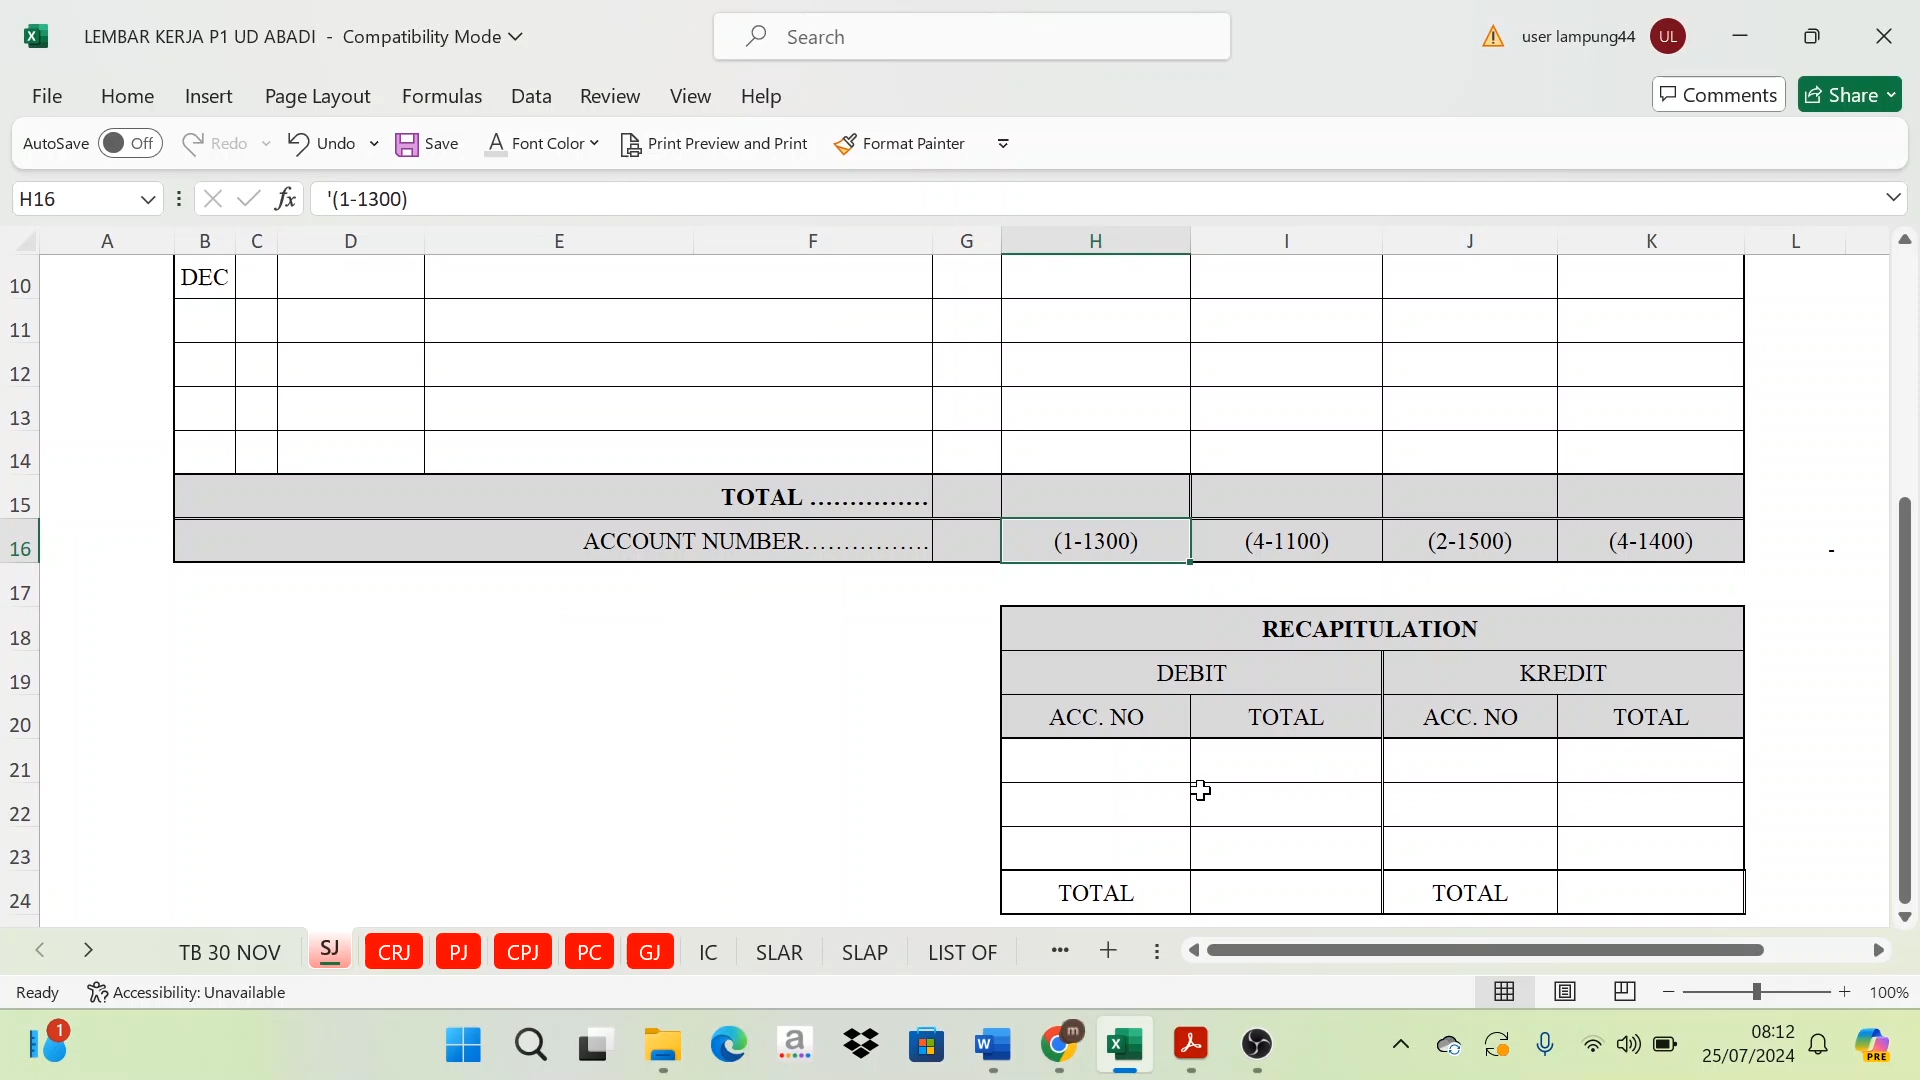 LEMBAR KERJA P1 UD ABADI - Compatibility Mode
Search
user lampung44
UL
File Home Insert Page Layout Formulas Data Review View Help
Comments Share
AutoSave Off Redo Undo Save Font Color Print Preview and Print Format Painter
H16 fx '(1-1300)
A B C D E F G H I J K L
10 DEC
11
12
13
14
15 TOTAL ...............
16 ACCOUNT NUMBER................ (1-1300) (4-1100) (2-1500) (4-1400) -
17
18 RECAPITULATION
19 DEBIT KREDIT
20 ACC. NO TOTAL ACC. NO TOTAL
21
22
23
24 TOTAL TOTAL
TB 30 NOV SJ CRJ PJ CPJ PC GJ IC SLAR SLAP LIST OF ...
Ready Accessibility: Unavailable 100%
1
a
W
m
X
08:12
25/07/2024
PRE